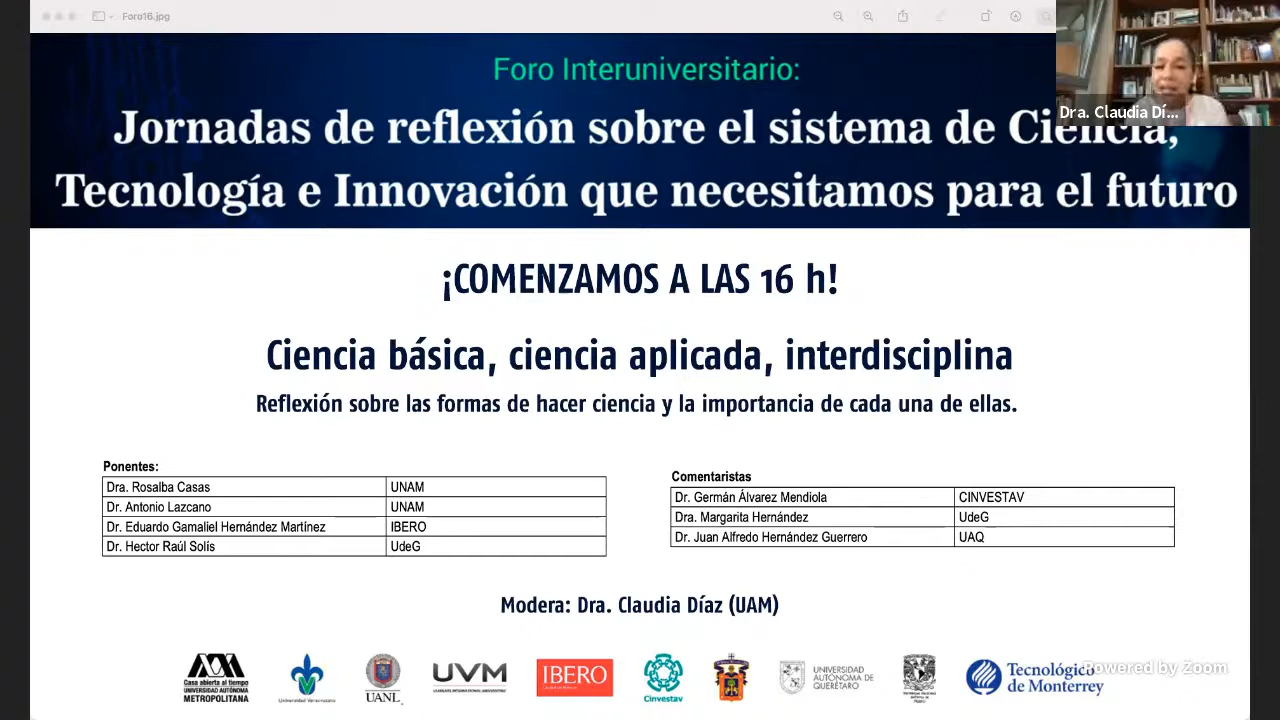 Foro16.jpg
Foro Interuniversitario:
Jornadas de reflexión sobre el sistema de Ciencia,
Tecnología e Innovación que necesitamos para el futuro
Dra. Claudia Dí...
¡COMENZAMOS A LAS 16 h!
Ciencia básica, ciencia aplicada, interdisciplina
Reflexión sobre las formas de hacer ciencia y la importancia de cada una de ellas.
Ponentes:
Dra. Rosalba Casas UNAM
Dr. Antonio Lazcano UNAM
Dr. Eduardo Gamaliel Hernández Martínez IBERO
Dr. Hector Raúl Solís UdeG
Comentaristas
Dr. Germán Álvarez Mendiola CINVESTAV
Dra. Margarita Hernández UdeG
Dr. Juan Alfredo Hernández Guerrero UAQ
Modera: Dra. Claudia Díaz (UAM)
Casa abierta al tiempo
UNIVERSIDAD AUTÓNOMA
METROPOLITANA
Universidad Veracruzana
UANL
UVM
IBERO
Cinvestav
UNIVERSIDAD
AUTÓNOMA DE
QUERÉTARO
Tecnológico
de Monterrey
Powered by Zoom